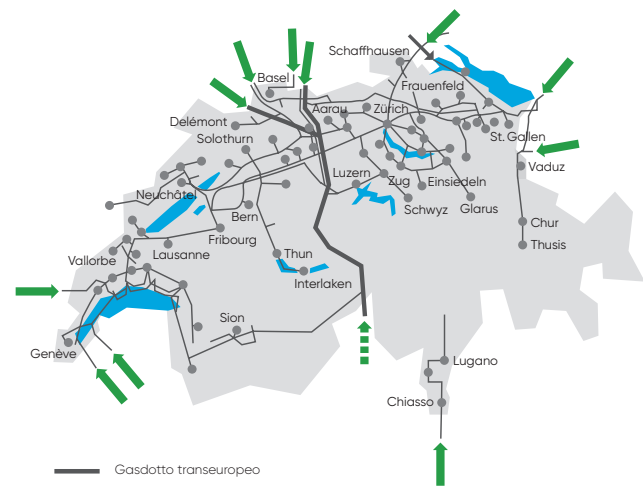 Schaffhausen
Basel
Frauenfeld
Aarau
Zürich
Delémont
Solothurn
St. Gallen
Vaduz
Luzern
Zug
Einsiedeln
Neuchâtel
Schwyz
Glarus
Bern
Chur
Fribourg
Thusis
Lausanne
Thun
Vallorbe
Interlaken
Sion
Genève
Lugano
Chiasso
Gasdotto transeuropeo